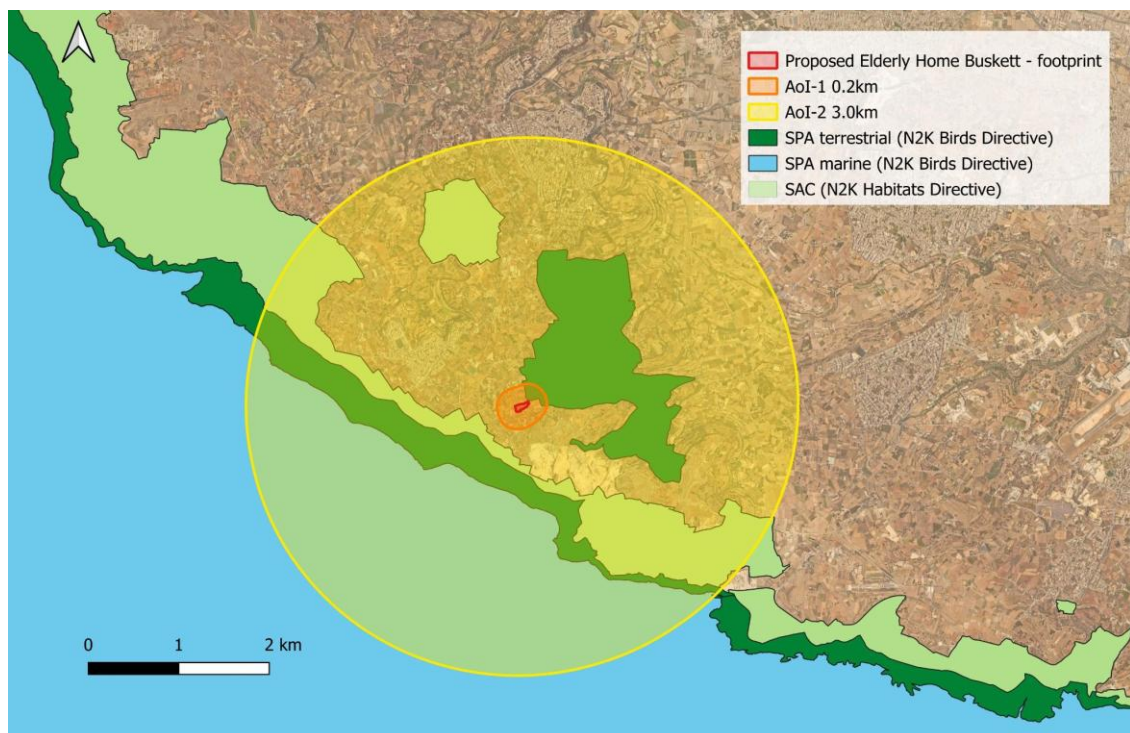 Proposed Elderly Home Buskett - footprint
AoI-1 0.2km
AoI-2 3.0km
SPA terrestrial (N2K Birds Directive)
SPA marine (N2K Birds Directive)
SAC (N2K Habitats Directive)
0 1 2 km